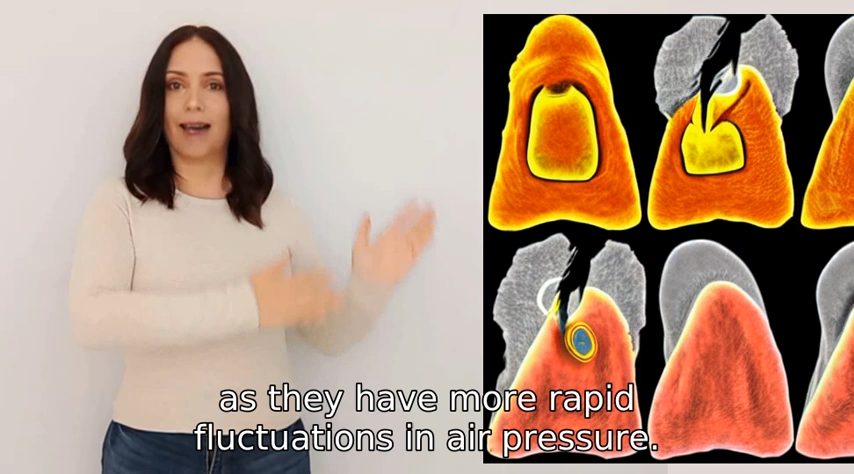 as they have more rapid
fluctuations in air pressure.